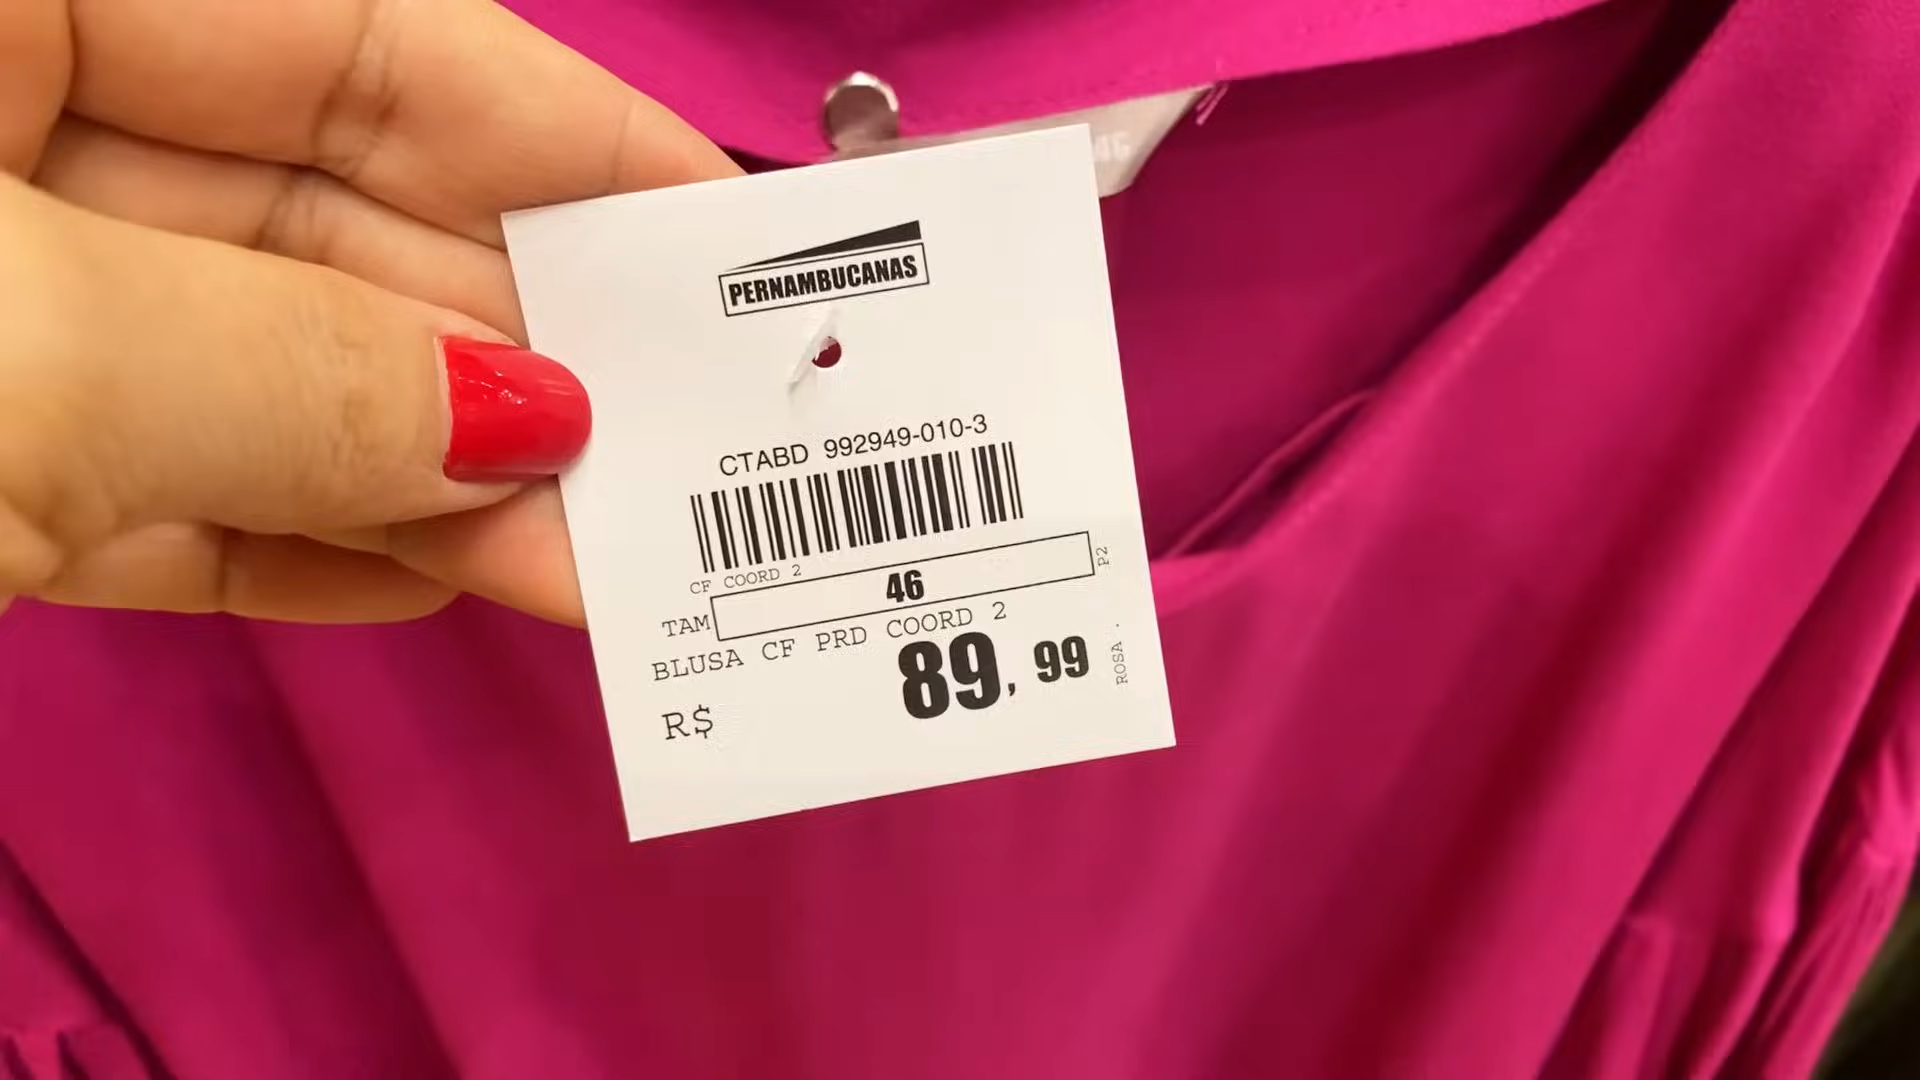 PERNAMBUCANAS
CTABD 992949-010-3
CF COORD 2
P2
TAM 46
BLUSA CF PRD COORD 2
R$ 89,99
ROSA .
46